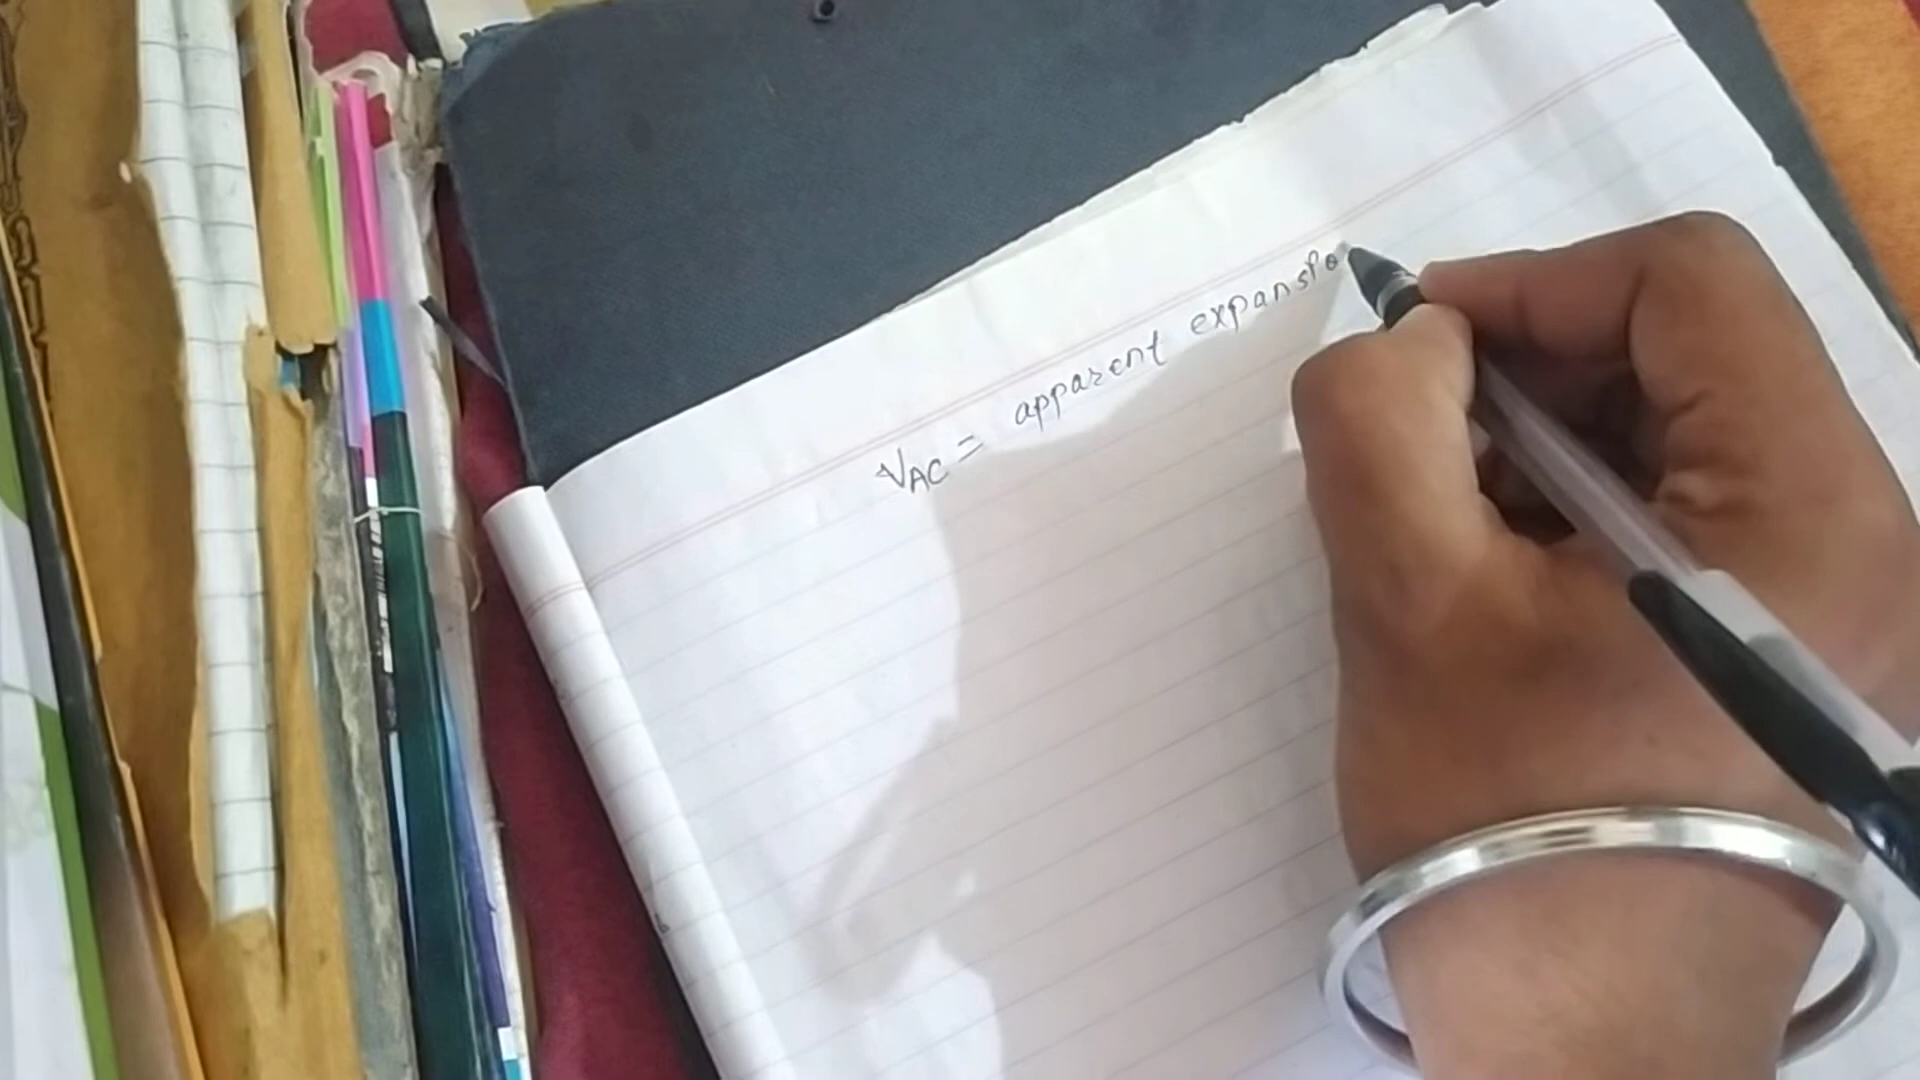 VAC = apparent expansio